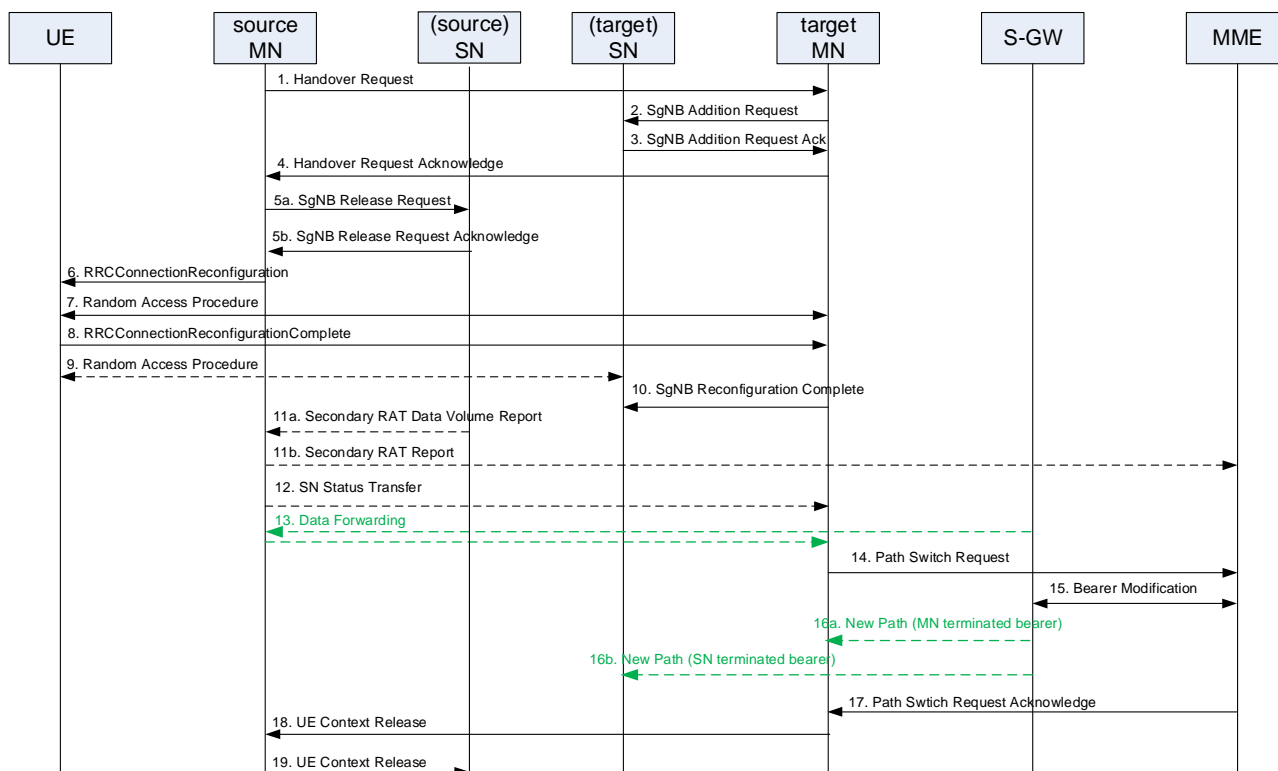 UE
source
MN
(source)
SN
(target)
SN
target
MN
S-GW
MME
1. Handover Request
2. SgNB Addition Request
3. SgNB Addition Request Ack
4. Handover Request Acknowledge
5a. SgNB Release Request
5b. SgNB Release Request Acknowledge
6. RRCConnectionReconfiguration
7. Random Access Procedure
8. RRCConnectionReconfigurationComplete
9. Random Access Procedure
10. SgNB Reconfiguration Complete
11a. Secondary RAT Data Volume Report
11b. Secondary RAT Report
12. SN Status Transfer
13. Data Forwarding
14. Path Switch Request
15. Bearer Modification
16a. New Path (MN terminated bearer)
16b. New Path (SN terminated bearer)
17. Path Swtich Request Acknowledge
18. UE Context Release
19. UE Context Release